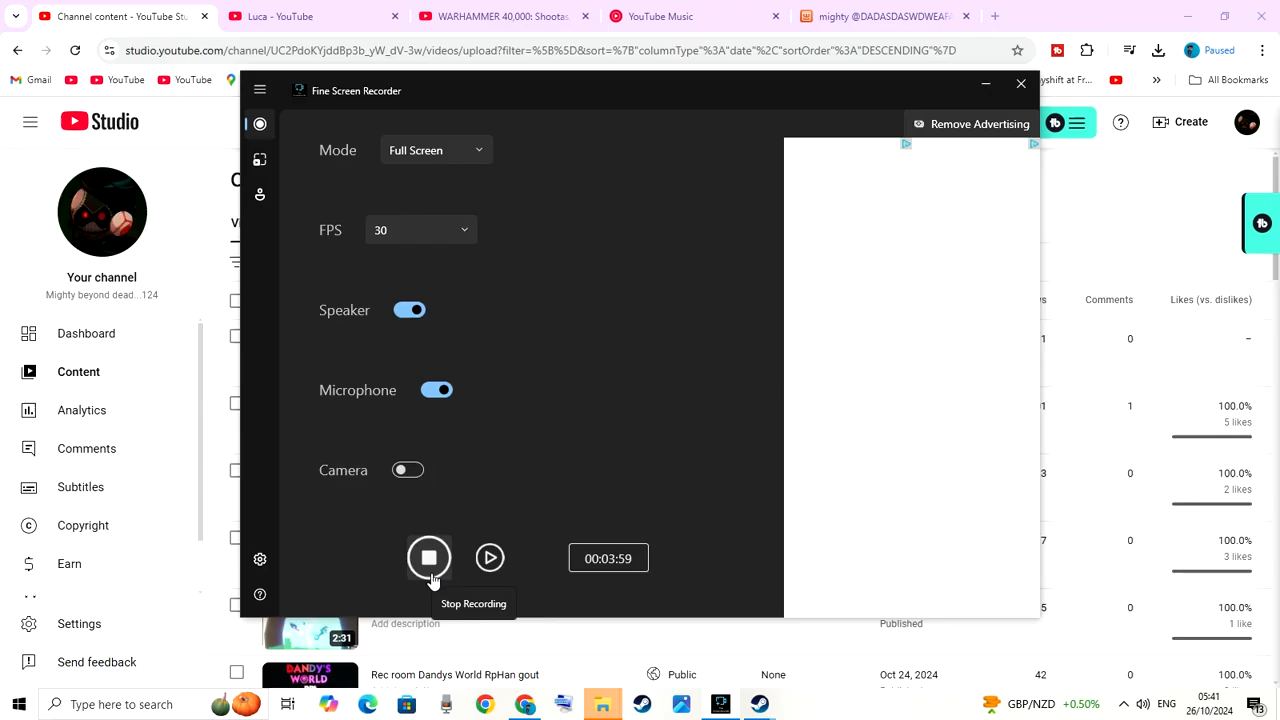 Channel content - YouTube Stu
Luca - YouTube
WARHAMMER 40,000: Shootas,
YouTube Music
mighty @DADASDASWDWEAFA
studio.youtube.com/channel/UC2PdoKYjddBp3b_yW_dV-3w/videos/upload?filter=%5B%5D&sort=%7B"columnType"%3A"date"%2C"sortOrder"%3A"DESCENDING"%7D
Paused
Gmail
YouTube
YouTube
ayshift at Fr...
All Bookmarks
Fine Screen Recorder
Studio
Remove Advertising
Create
Mode
Full Screen
FPS
30
Your channel
Mighty beyond dead...124
Comments
Likes (vs. dislikes)
Speaker
Dashboard
0
–
Content
Microphone
Analytics
1
100.0%
5 likes
Comments
Camera
0
100.0%
2 likes
Subtitles
Copyright
0
100.0%
3 likes
Earn
00:03:59
Stop Recording
0
100.0%
1 like
Settings
Add description
Published
2:31
Send feedback
DANDY'S
WORLD
Rec room Dandys World RpHan gout
Public
None
Oct 24, 2024
42
0
Type here to search
GBP/NZD +0.50%
ENG
05:41
26/10/2024
13